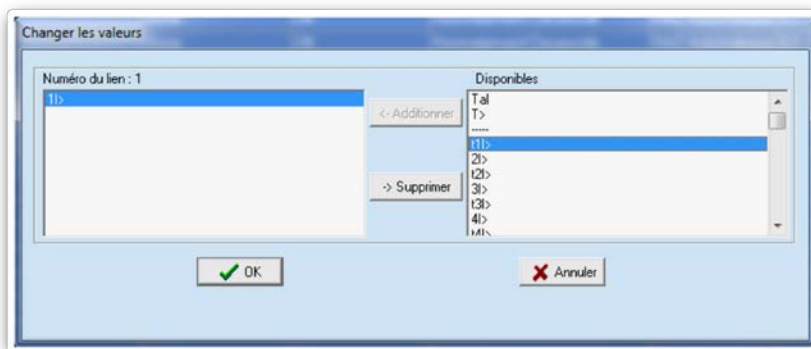 Changer les valeurs
Numéro du lien : 1
1I>
<- Additionner
-> Supprimer
Disponibles
Tal
T>
-----
t1I>
2I>
t2I>
3I>
t3I>
4I>
t4I>
OK
Annuler